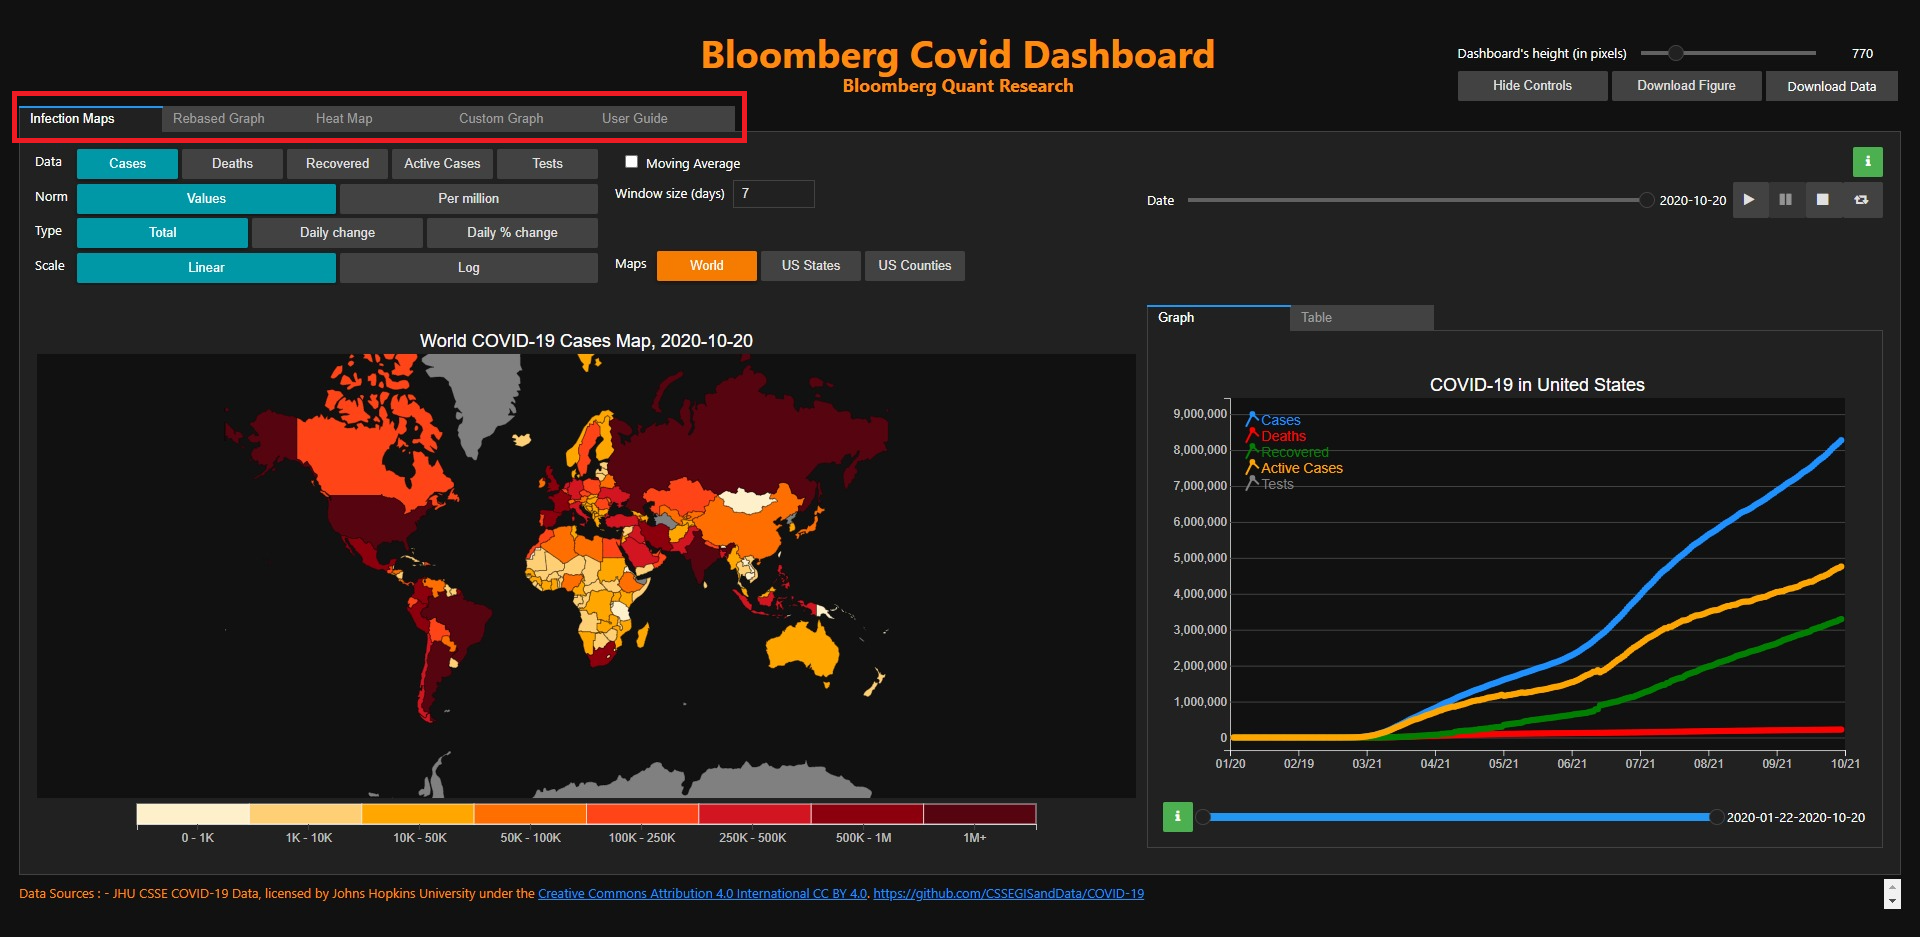 Bloomberg Covid Dashboard
Bloomberg Quant Research
Dashboard's height (in pixels) 770
Hide Controls Download Figure Download Data
Infection Maps Rebased Graph Heat Map Custom Graph User Guide
Data Cases Deaths Recovered Active Cases Tests
Moving Average
Norm Values Per million
Window size (days) 7
Date 2020-10-20
Type Total Daily change Daily % change
Scale Linear Log
Maps World US States US Counties
Graph Table
World COVID-19 Cases Map, 2020-10-20
0 - 1K 1K - 10K 10K - 50K 50K - 100K 100K - 250K 250K - 500K 500K - 1M 1M+
COVID-19 in United States
Cases
Deaths
Recovered
Active Cases
Tests
9,000,000
8,000,000
7,000,000
6,000,000
5,000,000
4,000,000
3,000,000
2,000,000
1,000,000
0
01/20 02/19 03/21 04/21 05/21 06/21 07/21 08/21 09/21 10/21
2020-01-22-2020-10-20
Data Sources : - JHU CSSE COVID-19 Data, licensed by Johns Hopkins University under the Creative Commons Attribution 4.0 International CC BY 4.0. https://github.com/CSSEGISandData/COVID-19